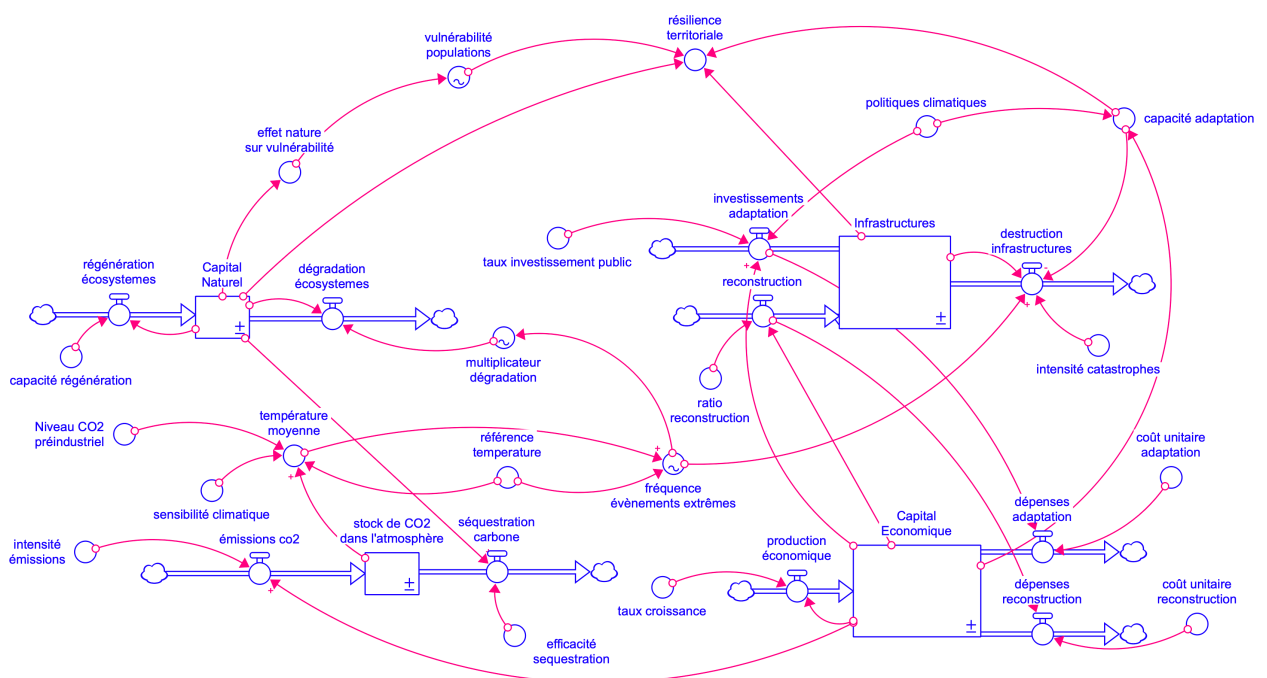 résilience
territoriale
vulnérabilité
populations
politiques climatiques
capacité adaptation
effet nature
sur vulnérabilité
investissements
adaptation
Infrastructures
destruction
infrastructures
taux investissement public
régénération
écosystemes
Capital
Naturel
dégradation
écosystemes
reconstruction
capacité régénération
multiplicateur
dégradation
intensité catastrophes
ratio
reconstruction
Niveau CO2
préindustriel
température
moyenne
référence
temperature
coût unitaire
adaptation
sensibilité climatique
fréquence
évènements extrêmes
intensité
émissions
émissions co2
stock de CO2
dans l'atmosphère
séquestration
carbone
Capital
Economique
dépenses
adaptation
production
économique
taux croissance
dépenses
reconstruction
coût unitaire
reconstruction
efficacité
sequestration